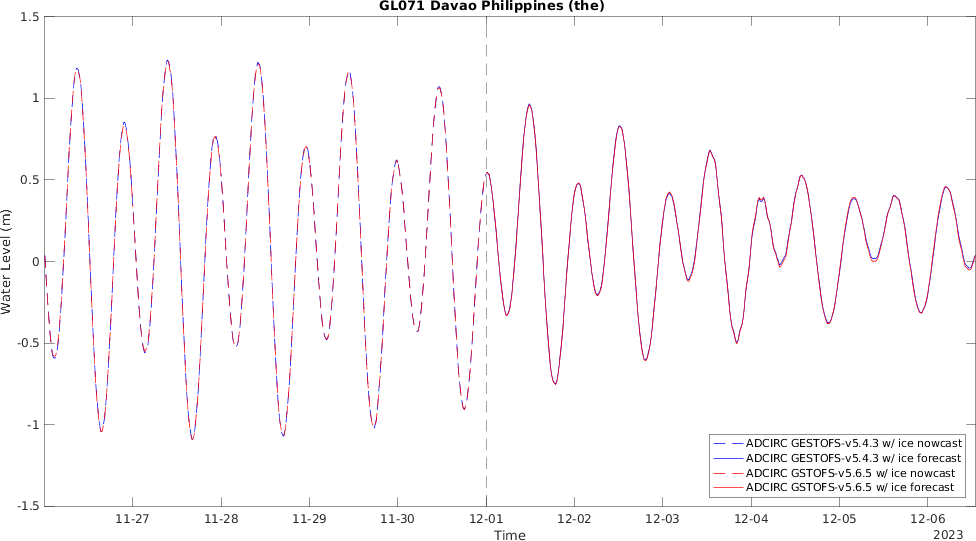 GL071 Davao Philippines (the)
1.5
1
0.5
0
-0.5
-1
-1.5
Water Level (m)
11-27 11-28 11-29 11-30 12-01 12-02 12-03 12-04 12-05 12-06
Time
2023
ADCIRC GESTOFS-v5.4.3 w/ ice nowcast
ADCIRC GESTOFS-v5.4.3 w/ ice forecast
ADCIRC GSTOFS-v5.6.5 w/ ice nowcast
ADCIRC GSTOFS-v5.6.5 w/ ice forecast